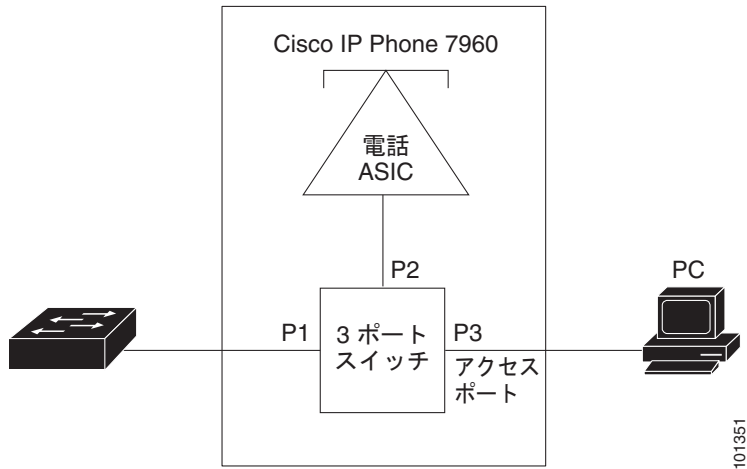 Cisco IP Phone 7960
電話
ASIC
P2
PC
P1
3 ポート
スイッチ
P3
アクセス
ポート
101351